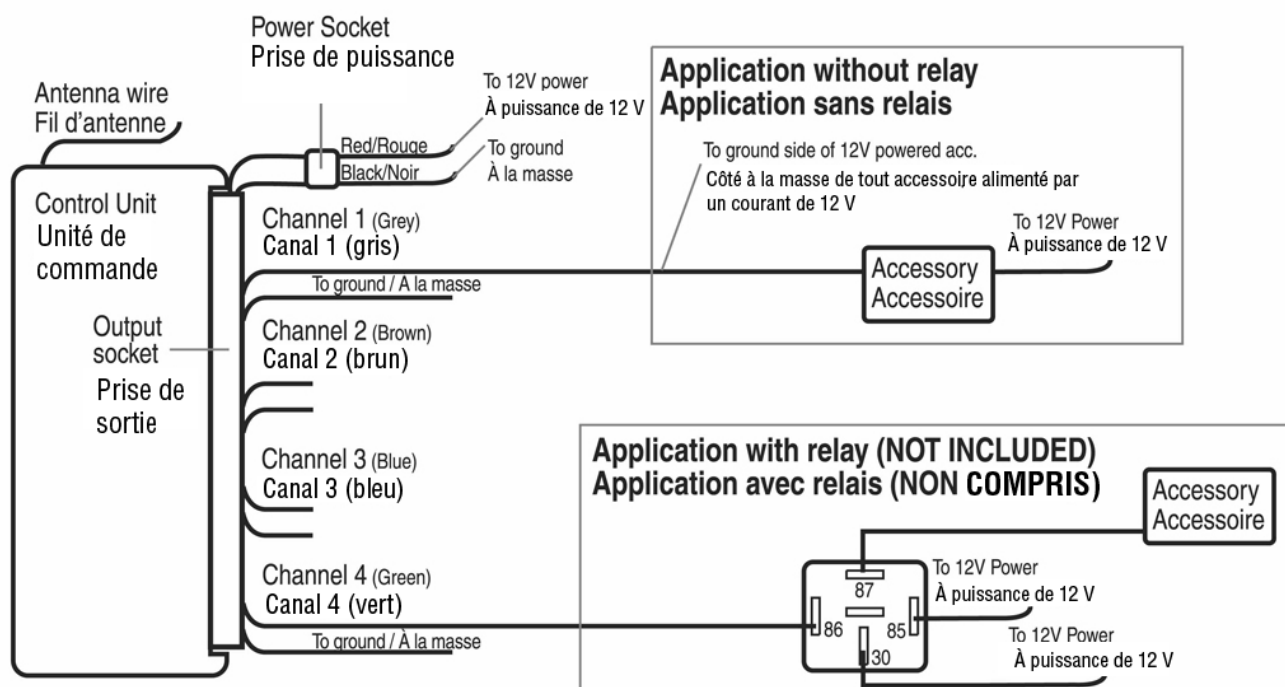 Power Socket
Prise de puissance
Antenna wire
Fil d'antenne
To 12V power
À puissance de 12 V
Red/Rouge
Black/Noir
To ground
À la masse
Control Unit
Unité de
commande
Output
socket
Prise de
sortie
Channel 1 (Grey)
Canal 1 (gris)
To ground / A la masse
Channel 2 (Brown)
Canal 2 (brun)
Channel 3 (Blue)
Canal 3 (bleu)
Channel 4 (Green)
Canal 4 (vert)
To ground / À la masse
Application without relay
Application sans relais
To ground side of 12V powered acc.
Côté à la masse de tout accessoire alimenté par
un courant de 12 V
Accessory
Accessoire
To 12V Power
À puissance de 12 V
Application with relay (NOT INCLUDED)
Application avec relais (NON COMPRIS)
Accessory
Accessoire
87
86
85
30
To 12V Power
À puissance de 12 V
To 12V Power
À puissance de 12 V